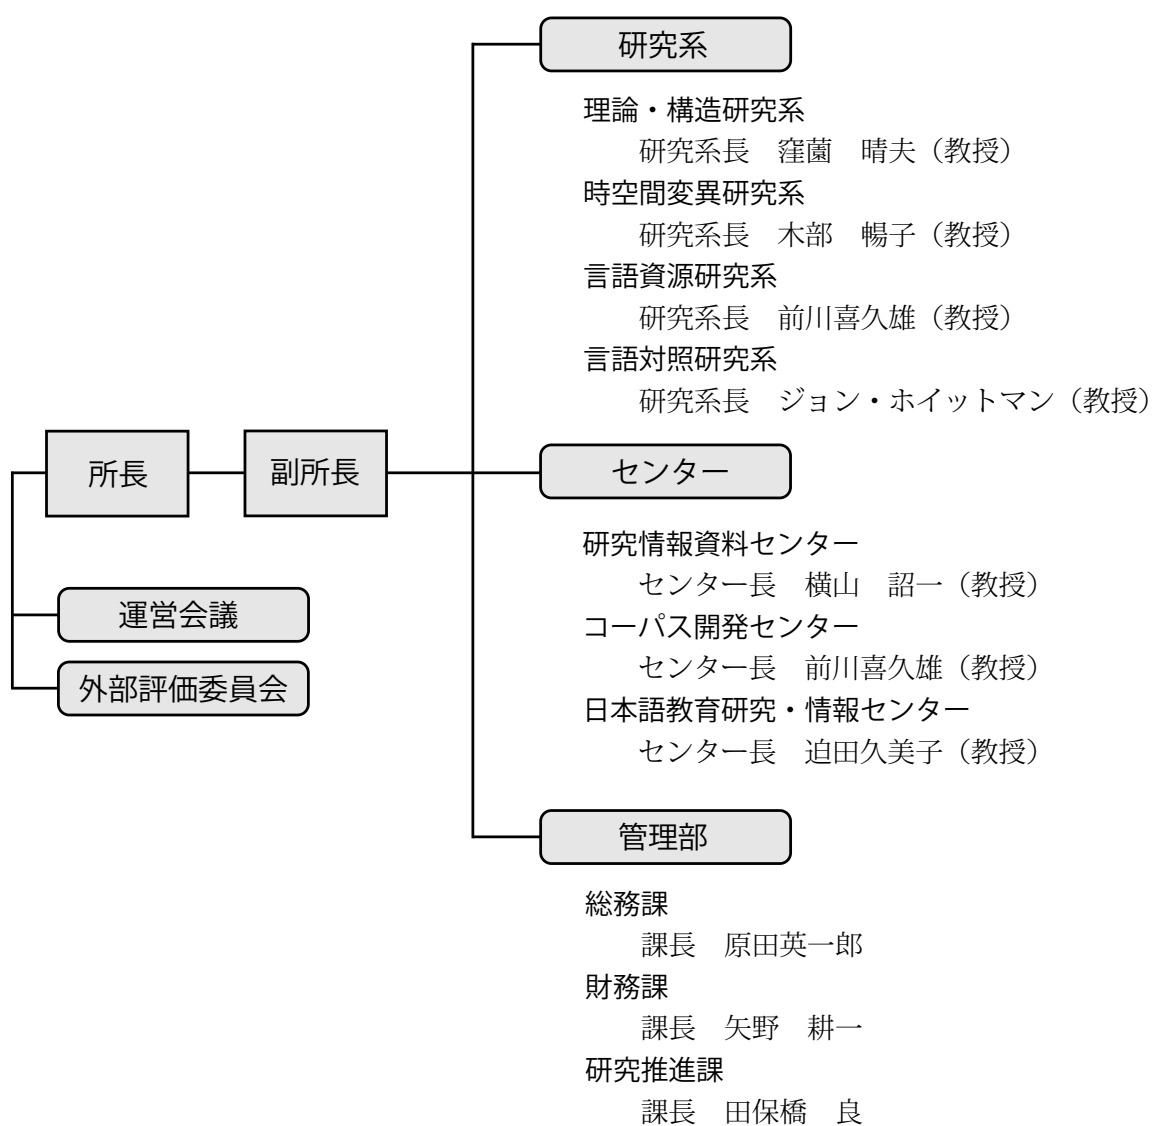 研究系
理論・構造研究系
研究系長　窪薗　晴夫（教授）
時空間変異研究系
研究系長　木部　暢子（教授）
言語資源研究系
研究系長　前川喜久雄（教授）
言語対照研究系
研究系長　ジョン・ホイットマン（教授）
所長
副所長
センター
研究情報資料センター
センター長　横山　詔一（教授）
コーパス開発センター
センター長　前川喜久雄（教授）
日本語教育研究・情報センター
センター長　迫田久美子（教授）
運営会議
外部評価委員会
管理部
総務課
課長　原田英一郎
財務課
課長　矢野　耕一
研究推進課
課長　田保橋　良